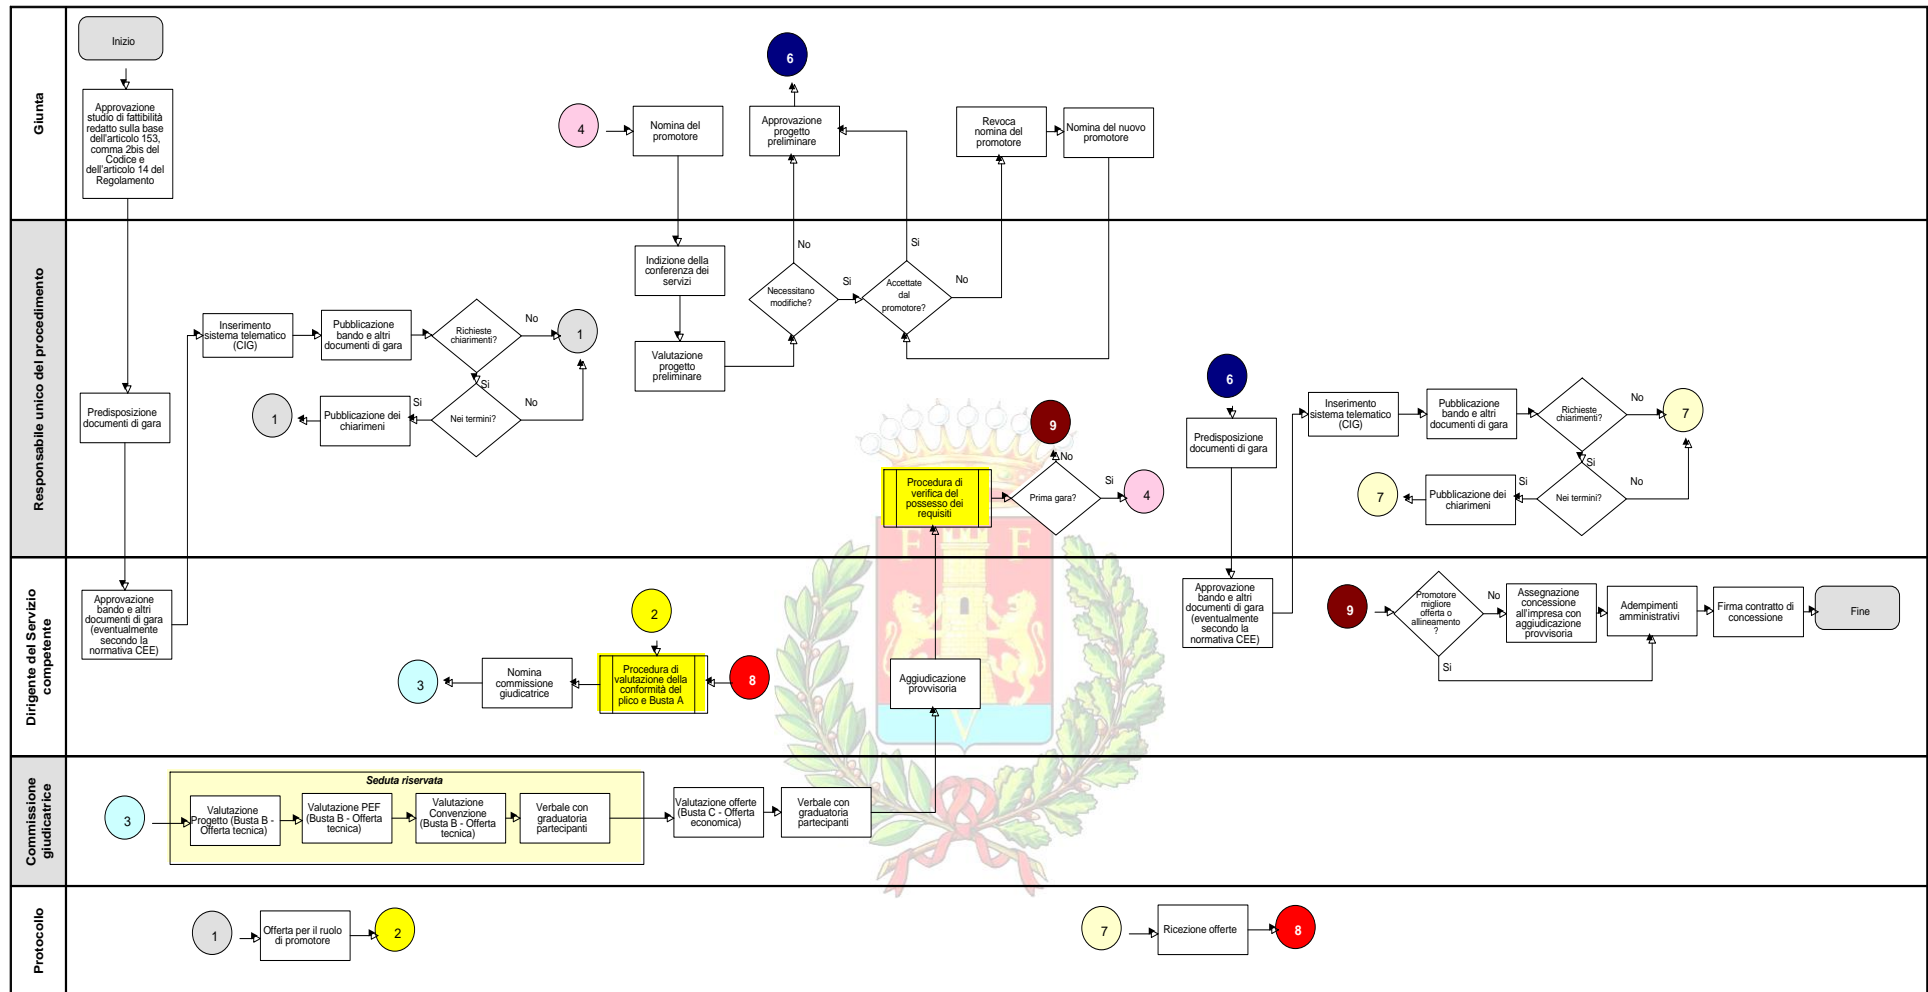 Giunta
Inizio
Approvazione
studio di fattibilità
redatto sulla base
dell'articolo 153,
comma 2bis del
Codice e
dell'articolo 14 del
Regolamento
4
Nomina del
promotore
6
Approvazione
progetto
preliminare
Revoca
nomina del
promotore
Nomina del nuovo
promotore
Responsabile unico del procedimento
Predisposizione
documenti di gara
Inserimento
sistema telematico
(CIG)
Pubblicazione
bando e altri
documenti di gara
Richieste
chiarimenti?
No
1
Si
Nei termini?
No
Si
Pubblicazione dei
chiarimeni
1
Indizione della
conferenza dei
servizi
Valutazione
progetto
preliminare
Necessitano
modifiche?
No
Si
Accettate
dal
promotore?
Si
No
Procedura di
verifica del
possesso dei
requisiti
Prima gara?
No
9
Si
4
6
Predisposizione
documenti di gara
Inserimento
sistema telematico
(CIG)
Pubblicazione
bando e altri
documenti di gara
Richieste
chiarimenti?
No
7
Si
Nei termini?
No
Si
Pubblicazione dei
chiarimeni
7
Dirigente del Servizio
competente
Approvazione
bando e altri
documenti di gara
(eventualmente
secondo la
normativa CEE)
3
Nomina
commissione
giudicatrice
2
Procedura di
valutazione della
conformità del
plico e Busta A
8
Aggiudicazione
provvisoria
Approvazione
bando e altri
documenti di gara
(eventualmente
secondo la
normativa CEE)
9
Promotore
migliore
offerta o
allineamento
?
No
Si
Assegnazione
concessione
all'impresa con
aggiudicazione
provvisoria
Adempimenti
amministrativi
Firma contratto di
concessione
Fine
Commissione
giudicatrice
3
Seduta riservata
Valutazione
Progetto (Busta B -
Offerta tecnica)
Valutazione PEF
(Busta B - Offerta
tecnica)
Valutazione
Convenzione
(Busta B - Offerta
tecnica)
Verbale con
graduatoria
partecipanti
Valutazione offerte
(Busta C - Offerta
economica)
Verbale con
graduatoria
partecipanti
Protocollo
1
Offerta per il ruolo
di promotore
2
7
Ricezione offerte
8
F F
V